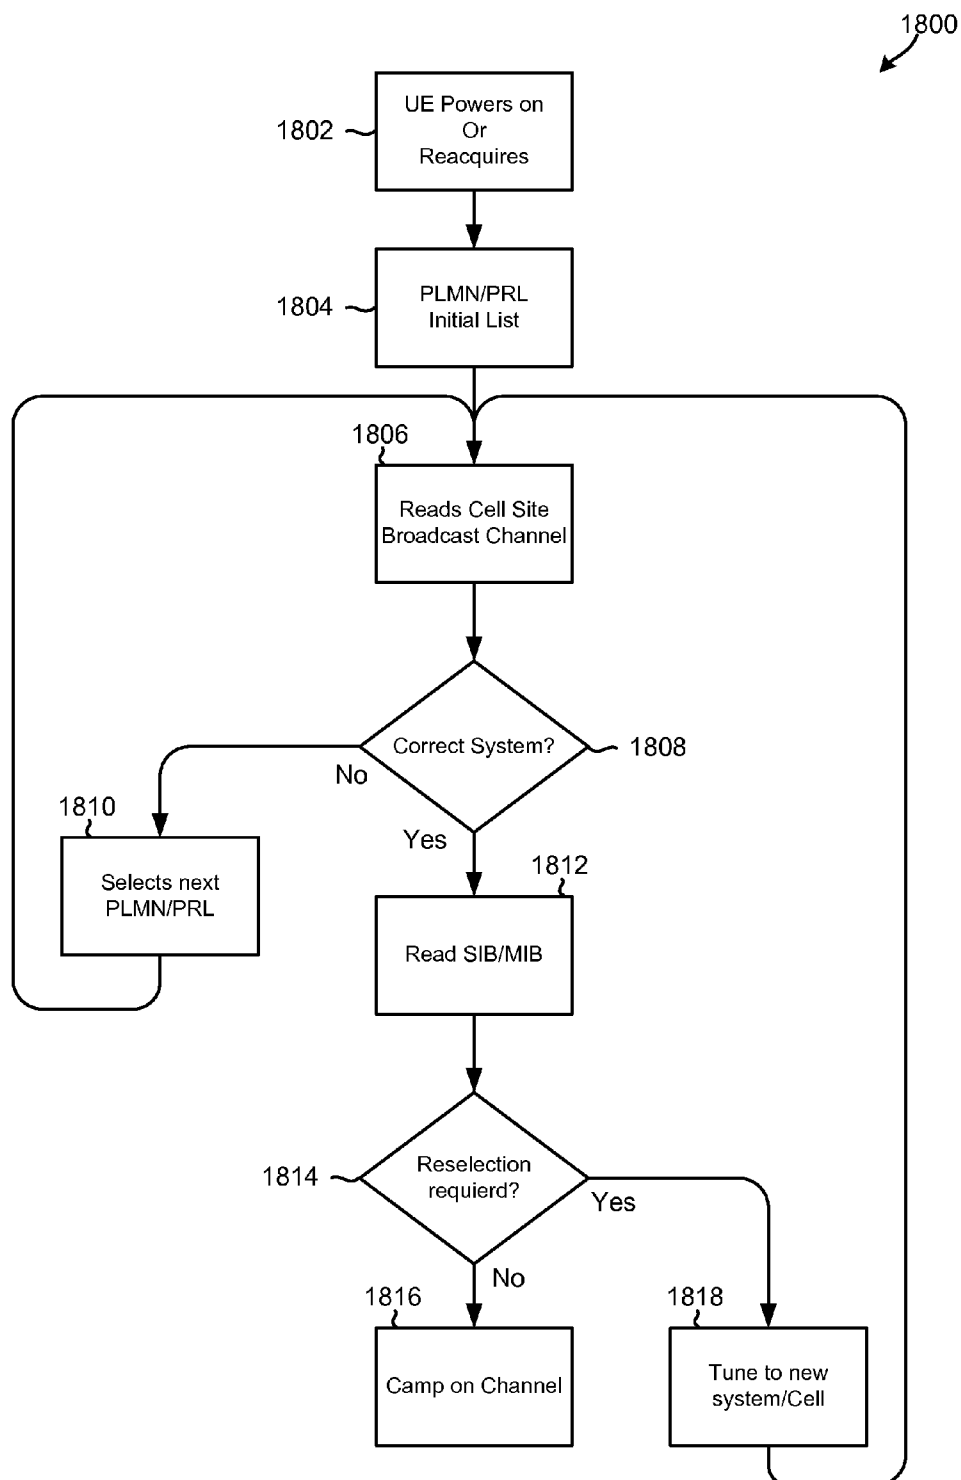 1800
1802
UE Powers on
Or
Reacquires
1804
PLMN/PRL
Initial List
1806
Reads Cell Site
Broadcast Channel
Correct System?
1808
No
Yes
1810
Selects next
PLMN/PRL
1812
Read SIB/MIB
1814
Reselection
requierd?
Yes
No
1816
Camp on Channel
1818
Tune to new
system/Cell